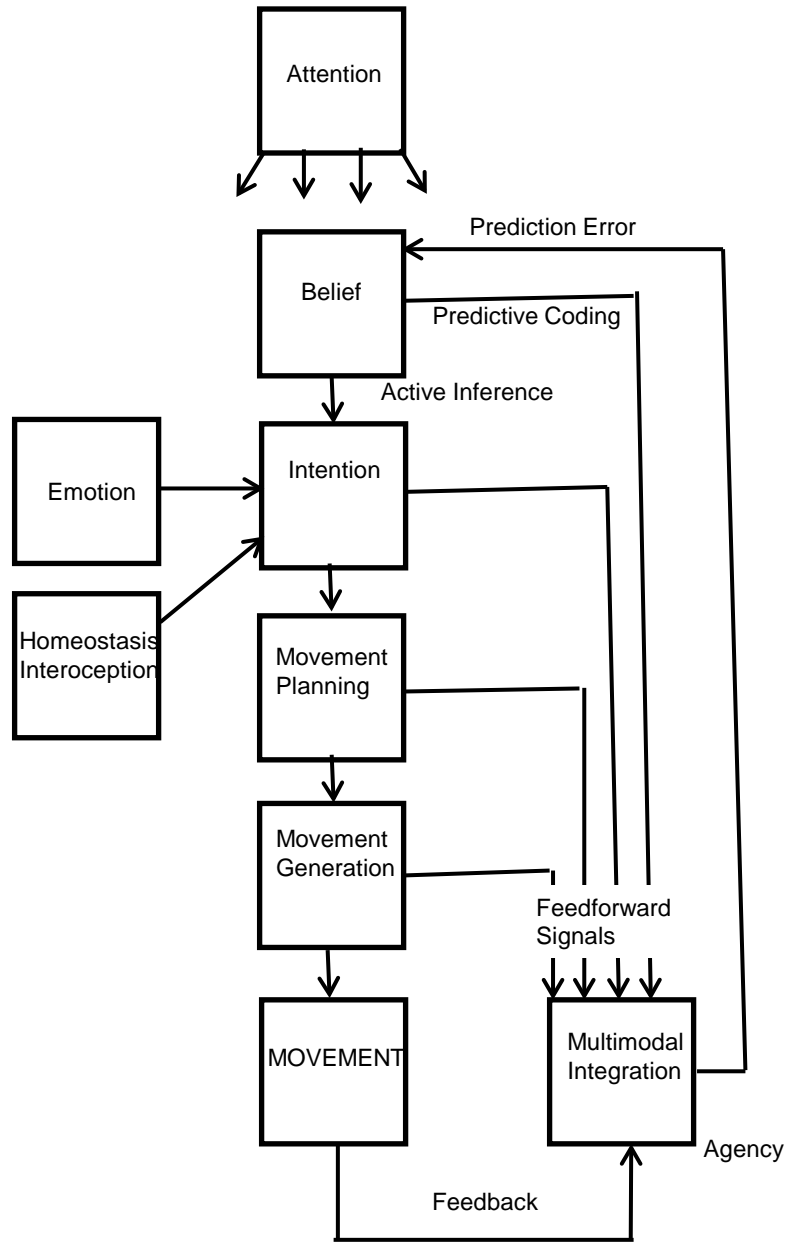 Attention
Prediction Error
Belief
Predictive Coding
Active Inference
Emotion
Intention
Homeostasis
Interoception
Movement
Planning
Movement
Generation
Feedforward
Signals
MOVEMENT
Multimodal
Integration
Agency
Feedback